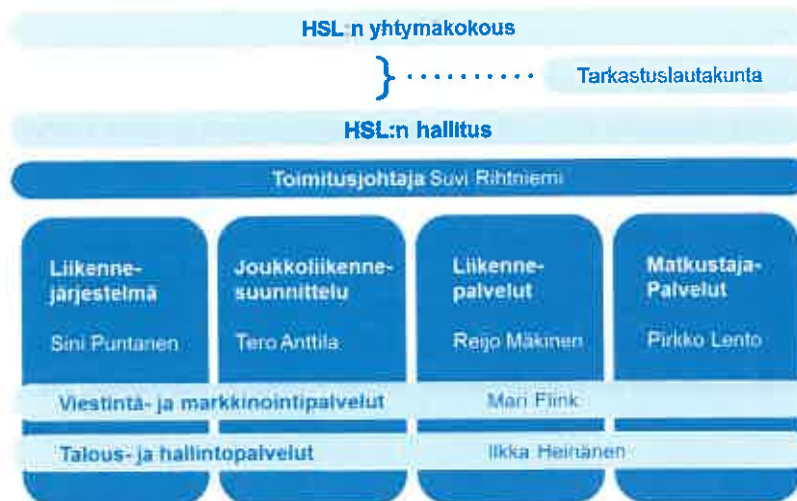 HSL:n yhtymäkokous
Tarkastuslautakunta
HSL:n hallitus
Toimitusjohtaja Suvi Rihtniemi
Liikenne-
järjestelmä
Sini Puntanen
Joukkoliikenne-
suunnittelu
Tero Anttila
Liikenne-
palvelut
Reijo Mäkinen
Matkustaja-
Palvelut
Pirkko Lento
Viestintä- ja markkinointipalvelut Mari Flink
Talous- ja hallintopalvelut Ilkka Heinänen